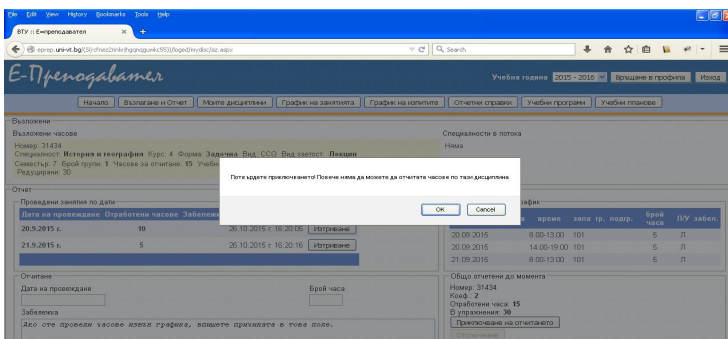 File Edit View History Bookmarks Tools Help
ВТУ :: Е-преподавател
Search
Е-Преподавател
Учебна година 2015 - 2016 Връщане в профила Изход
Начало Възлагане и Отчет Моите дисциплини График на занятията График на изпитите Отчетни справки Учебни програми Учебни планове
Възложени
Възложени часове
Номер: 31434
Специалност: История и география Курс: 4 Форма: Задочна Вид: ССО Вид заетост: Лекции
Семестър: 7 Брой групи: 1 Часове за отчитане: 15
Редуцирани: 30
Специалности в потока
Няма
Потвърдете приключването! Повече няма да можете да отчитате часове по тази дисциплина
OK Cancel
Отчет
Проведени занятия по дати
Дата на провеждане Отработени часове
20.9.2015 г. 10 26.10.2015 г. 16:20:05 Изтриване
21.9.2015 г. 5 26.10.2015 г. 16:20:16 Изтриване
време зала гр. подгр. брой часа П/У забел.
20.09.2015 8.00-13.00 101 5 Л
20.09.2015 14.00-19.00 101 5 Л
21.09.2015 8.00-13.00 101 5 Л
Отчитане
Дата на провеждане Брой часа
Забележка
Ако сте провели часове извън графика, впишете причината в това поле.
Общо отчетени до момента
Номер: 31434
Коеф.: 2
Отработени часа: 15
В упражнения: 30
Приключване на отчитането